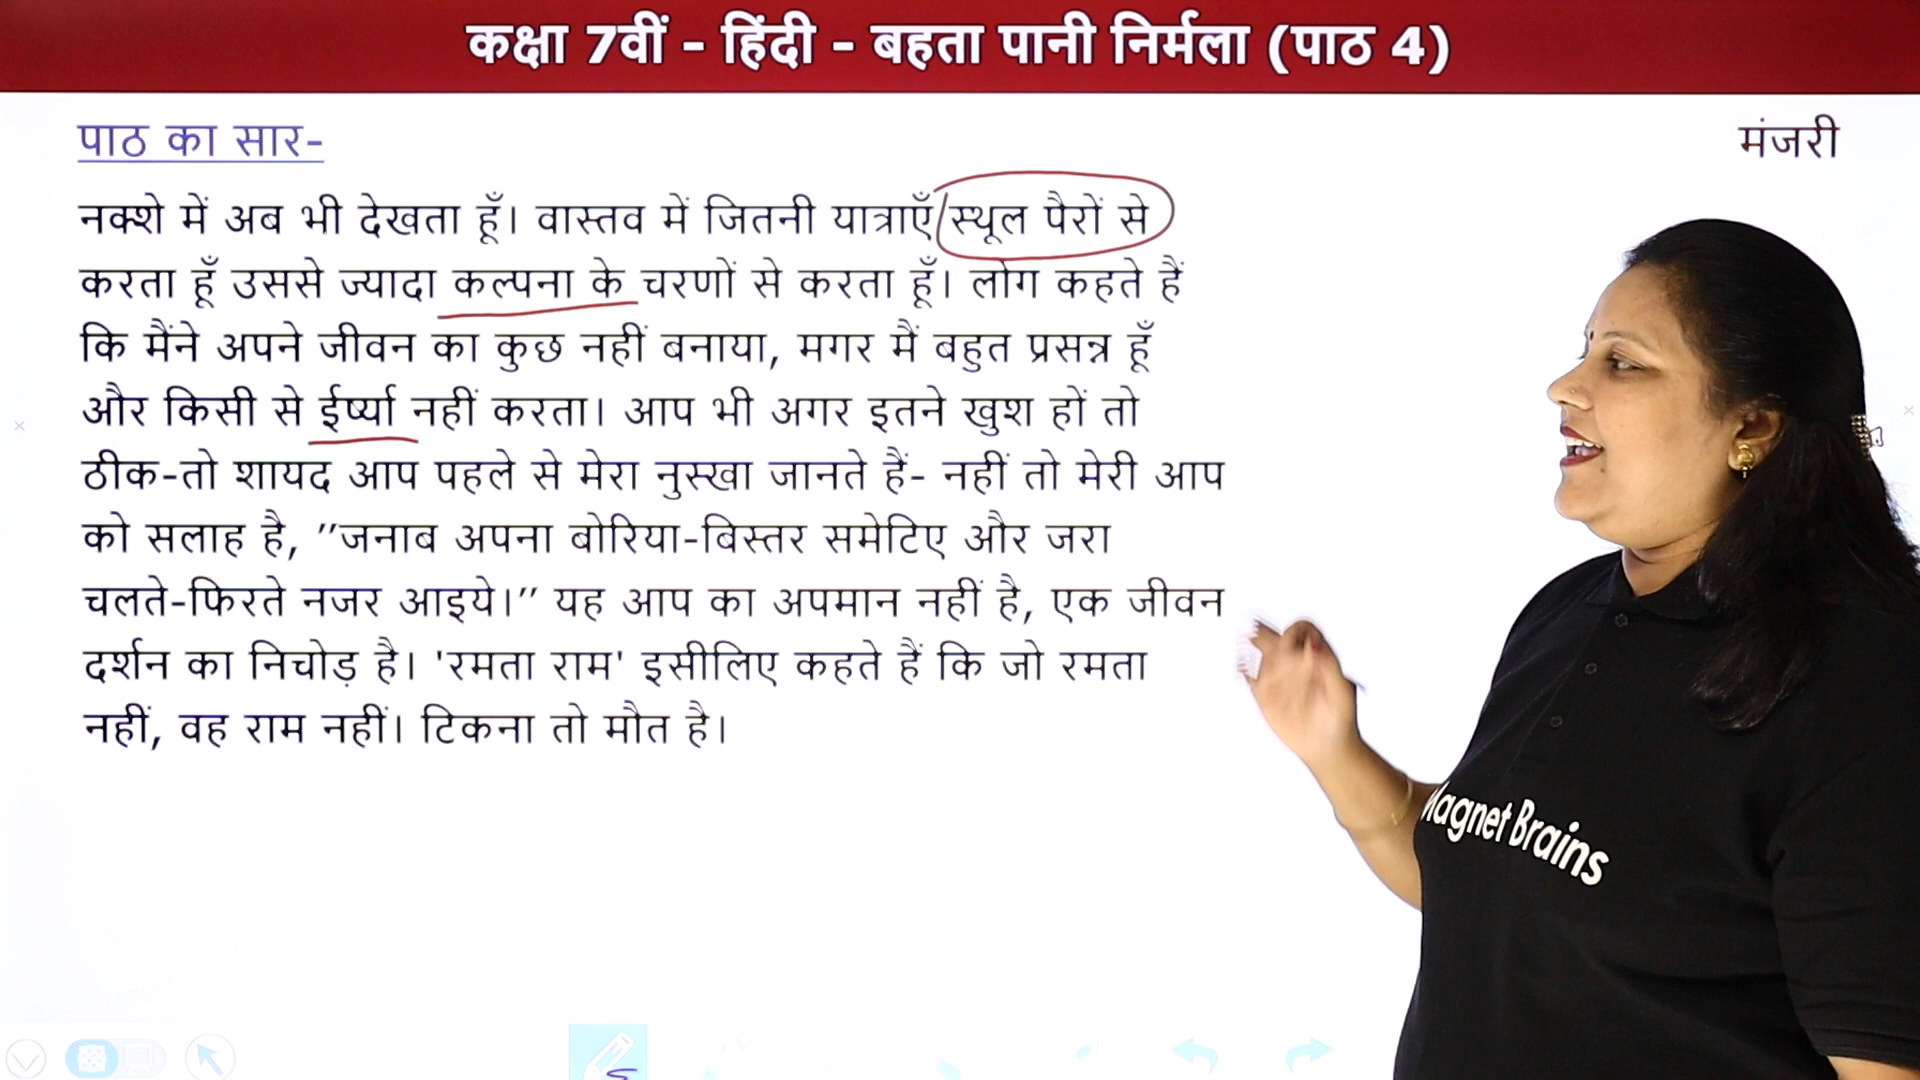 कक्षा 7वीं - हिंदी - बहता पानी निर्मला (पाठ 4)
पाठ का सार-
मंजरी
नक्शे में अब भी देखता हूँ। वास्तव में जितनी यात्राएँ स्थूल पैरों से
करता हूँ उससे ज्यादा कल्पना के चरणों से करता हूँ। लोग कहते हैं
कि मैंने अपने जीवन का कुछ नहीं बनाया, मगर मैं बहुत प्रसन्न हूँ
और किसी से ईर्ष्या नहीं करता। आप भी अगर इतने खुश हों तो
ठीक-तो शायद आप पहले से मेरा नुस्खा जानते हैं- नहीं तो मेरी आप
को सलाह है, ’’जनाब अपना बोरिया-बिस्तर समेटिए और जरा
चलते-फिरते नजर आइये।’’ यह आप का अपमान नहीं है, एक जीवन
दर्शन का निचोड़ है। 'रमता राम' इसीलिए कहते हैं कि जो रमता
नहीं, वह राम नहीं। टिकना तो मौत है।
Magnet Brains